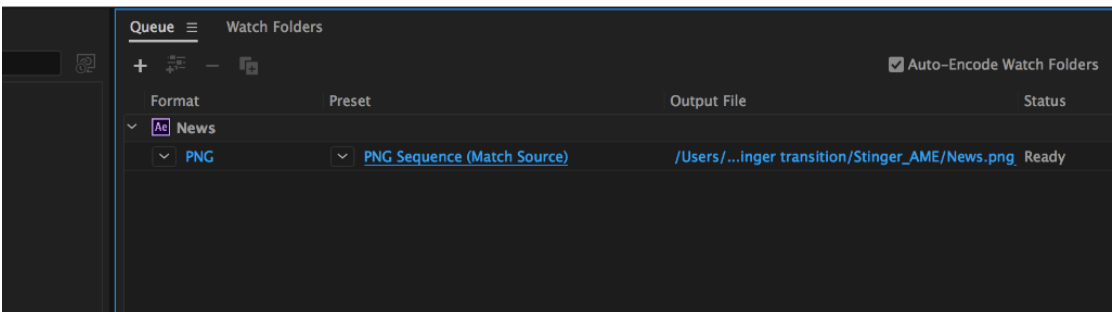 Queue Watch Folders
Auto-Encode Watch Folders
Format Preset Output File Status
Ae News
PNG PNG Sequence (Match Source) /Users/...inger transition/Stinger_AME/News.png Ready